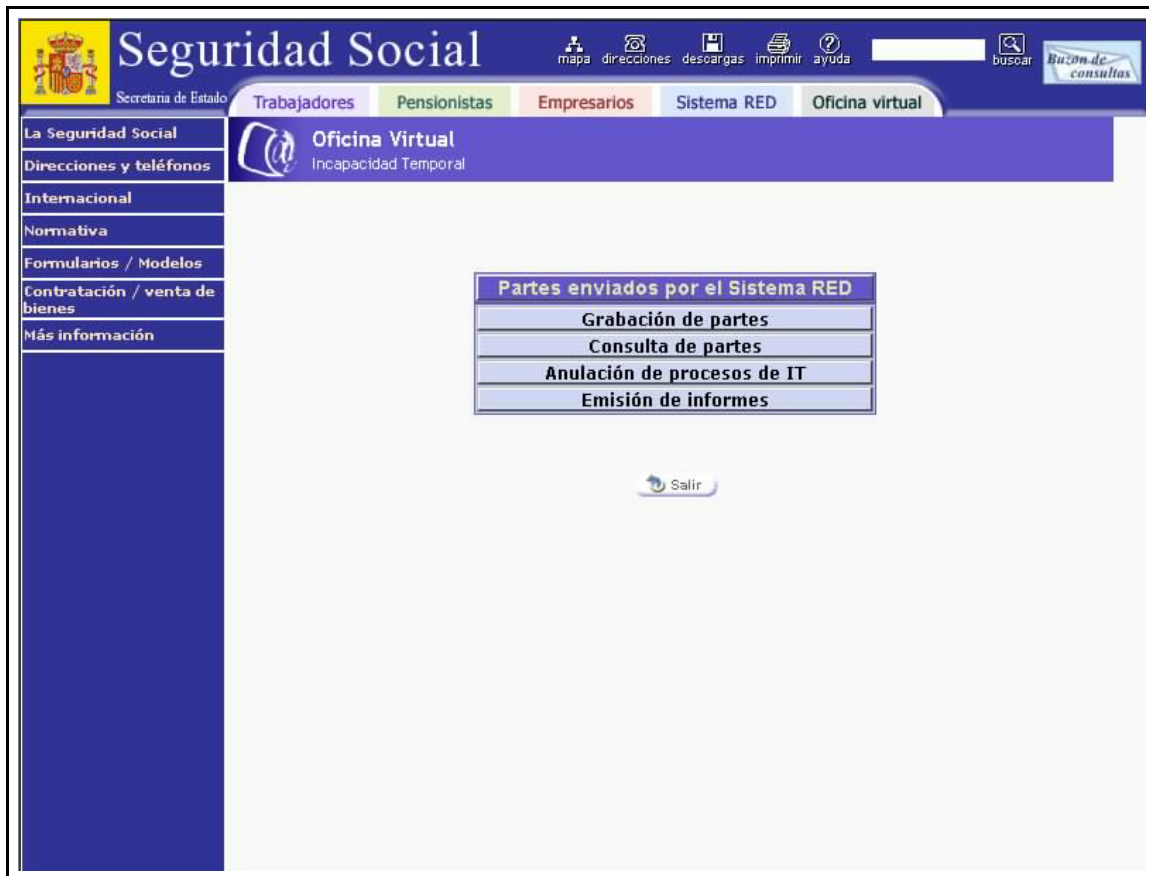 Seguridad Social
Secretaria de Estado
mapa direcciones descargas imprimir ayuda buscar
Buzon de
consultas
Trabajadores Pensionistas Empresarios Sistema RED Oficina virtual
La Seguridad Social
Direcciones y teléfonos
Internacional
Normativa
Formularios / Modelos
Contratación / venta de
bienes
Más información
Oficina Virtual
Incapacidad Temporal
Partes enviados por el Sistema RED
Grabación de partes
Consulta de partes
Anulación de procesos de IT
Emisión de informes
Salir